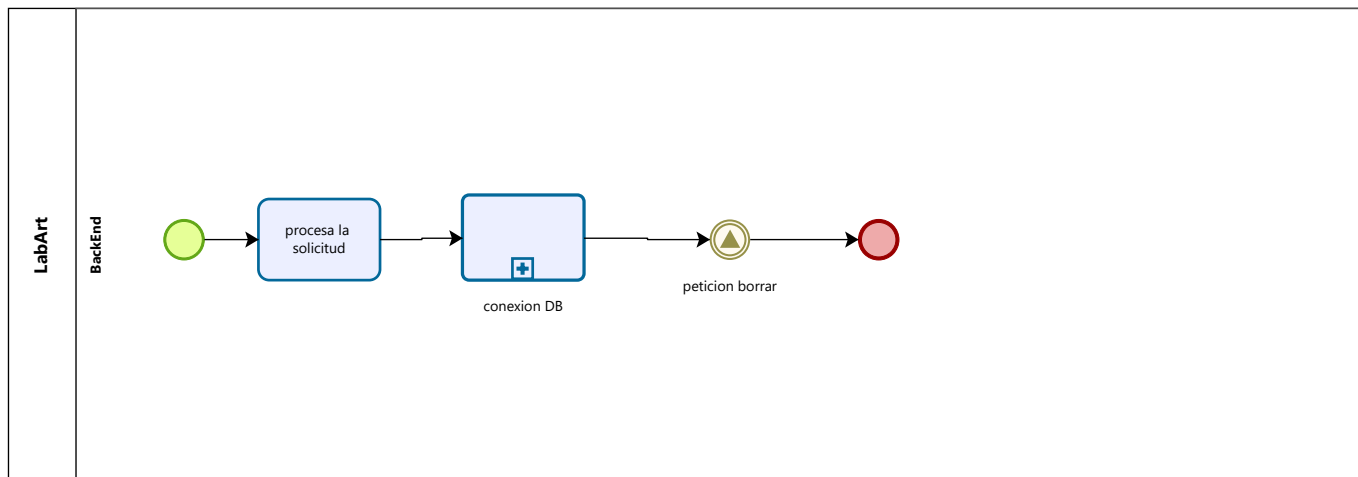 LabArt
BackEnd
procesa la
solicitud
conexion DB
peticion borrar